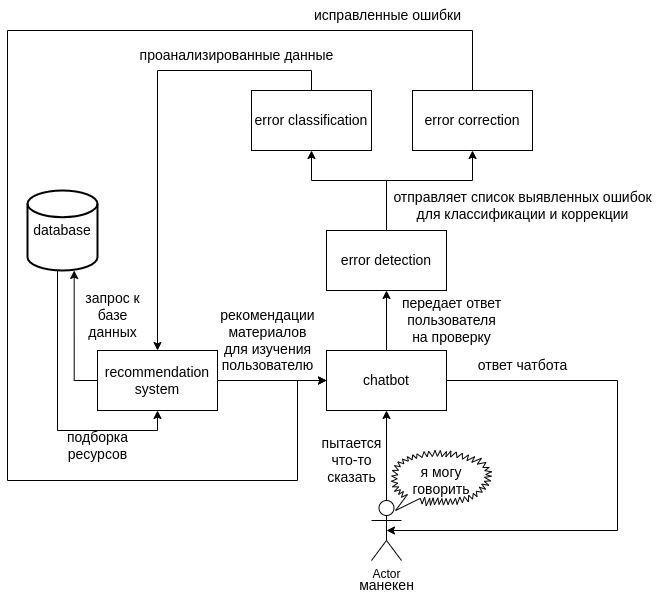 исправленные ошибки
проанализированные данные
error classification
error correction
отправляет список выявленных ошибок
для классификации и коррекции
database
error detection
запрос к
базе
данных
рекомендации
материалов
для изучения
пользователю
передает ответ
пользователя
на проверку
recommendation
system
chatbot
ответ чатбота
подборка
ресурсов
пытается
что-то
сказать
я могу
говорить
Actor
манекен